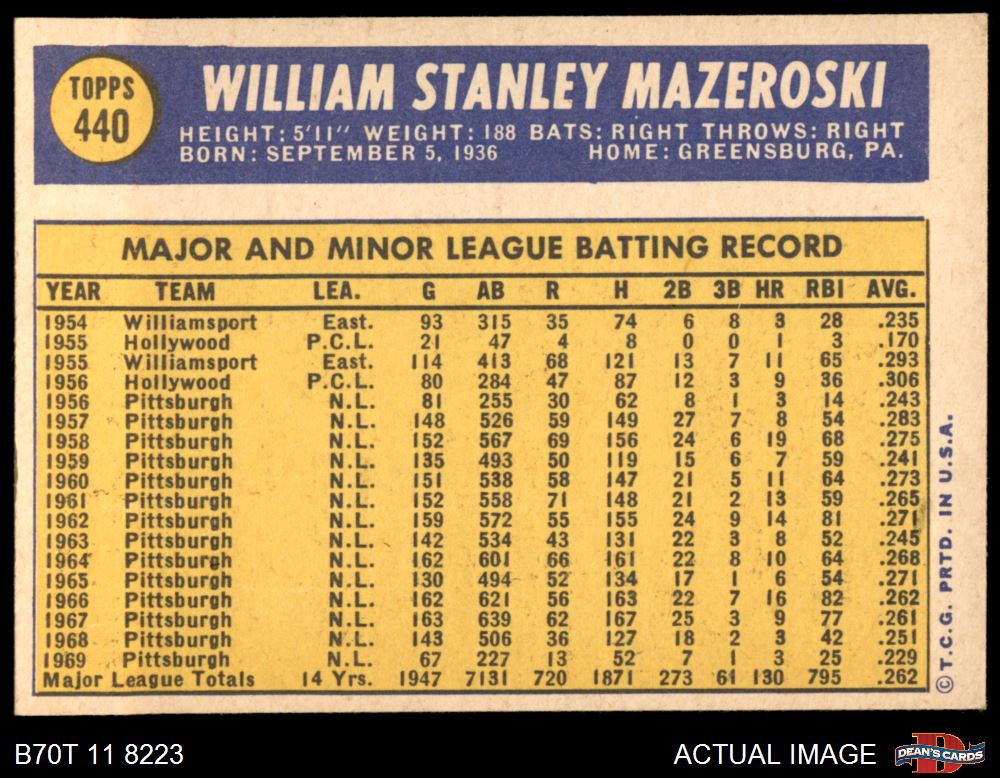 TOPPS
440
WILLIAM STANLEY MAZEROSKI
HEIGHT: 5'11" WEIGHT: 188 BATS: RIGHT THROWS: RIGHT
BORN: SEPTEMBER 5, 1936 HOME: GREENSBURG, PA.
MAJOR AND MINOR LEAGUE BATTING RECORD
YEAR TEAM LEA. G AB R H 2B 3B HR RBI AVG.
1954 Williamsport East. 93 315 35 74 6 8 3 28 .235
1955 Hollywood P.C.L. 21 47 4 8 0 0 1 3 .170
1955 Williamsport East. 114 413 68 121 13 7 11 65 .293
1956 Hollywood P.C.L. 80 284 47 87 12 3 9 36 .306
1956 Pittsburgh N.L. 81 255 30 62 8 1 3 14 .243
1957 Pittsburgh N.L. 148 526 59 149 27 7 8 54 .283
1958 Pittsburgh N.L. 152 567 69 156 24 6 19 68 .275
1959 Pittsburgh N.L. 135 493 50 119 15 6 7 59 .241
1960 Pittsburgh N.L. 151 538 58 147 21 5 11 64 .273
1961 Pittsburgh N.L. 152 558 71 148 21 2 13 59 .265
1962 Pittsburgh N.L. 159 572 55 155 24 9 14 81 .271
1963 Pittsburgh N.L. 142 534 43 131 22 3 8 52 .245
1964 Pittsburgh N.L. 162 601 66 161 22 8 10 64 .268
1965 Pittsburgh N.L. 130 494 52 134 17 1 6 54 .271
1966 Pittsburgh N.L. 162 621 56 163 22 7 16 82 .262
1967 Pittsburgh N.L. 163 639 62 167 25 3 9 77 .261
1968 Pittsburgh N.L. 143 506 36 127 18 2 3 42 .251
1969 Pittsburgh N.L. 67 227 13 52 7 1 3 25 .229
Major League Totals 14 Yrs. 1947 7131 720 1871 273 61 130 795 .262
© T.C.G. PRTD. IN U.S.A.
B70T 11 8223
ACTUAL IMAGE
D
DEAN'S CARDS